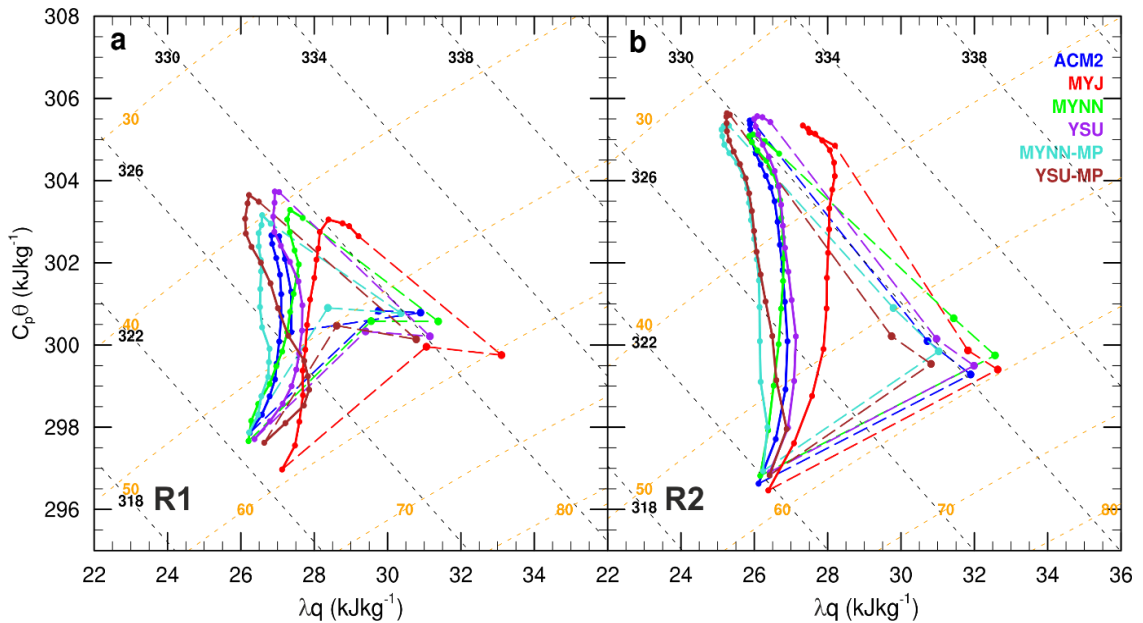 308
306
304
302
300
298
296
CpΘ (kJkg⁻¹)
a
330
334
338
30
326
40
322
50
318
R1
60
70
80
22 24 26 28 30 32 34
λq (kJkg⁻¹)
b
330
334
338
ACM2
MYJ
MYNN
YSU
MYNN-MP
YSU-MP
30
326
40
322
50
318
R2
60
70
80
22 24 26 28 30 32 34 36
λq (kJkg⁻¹)